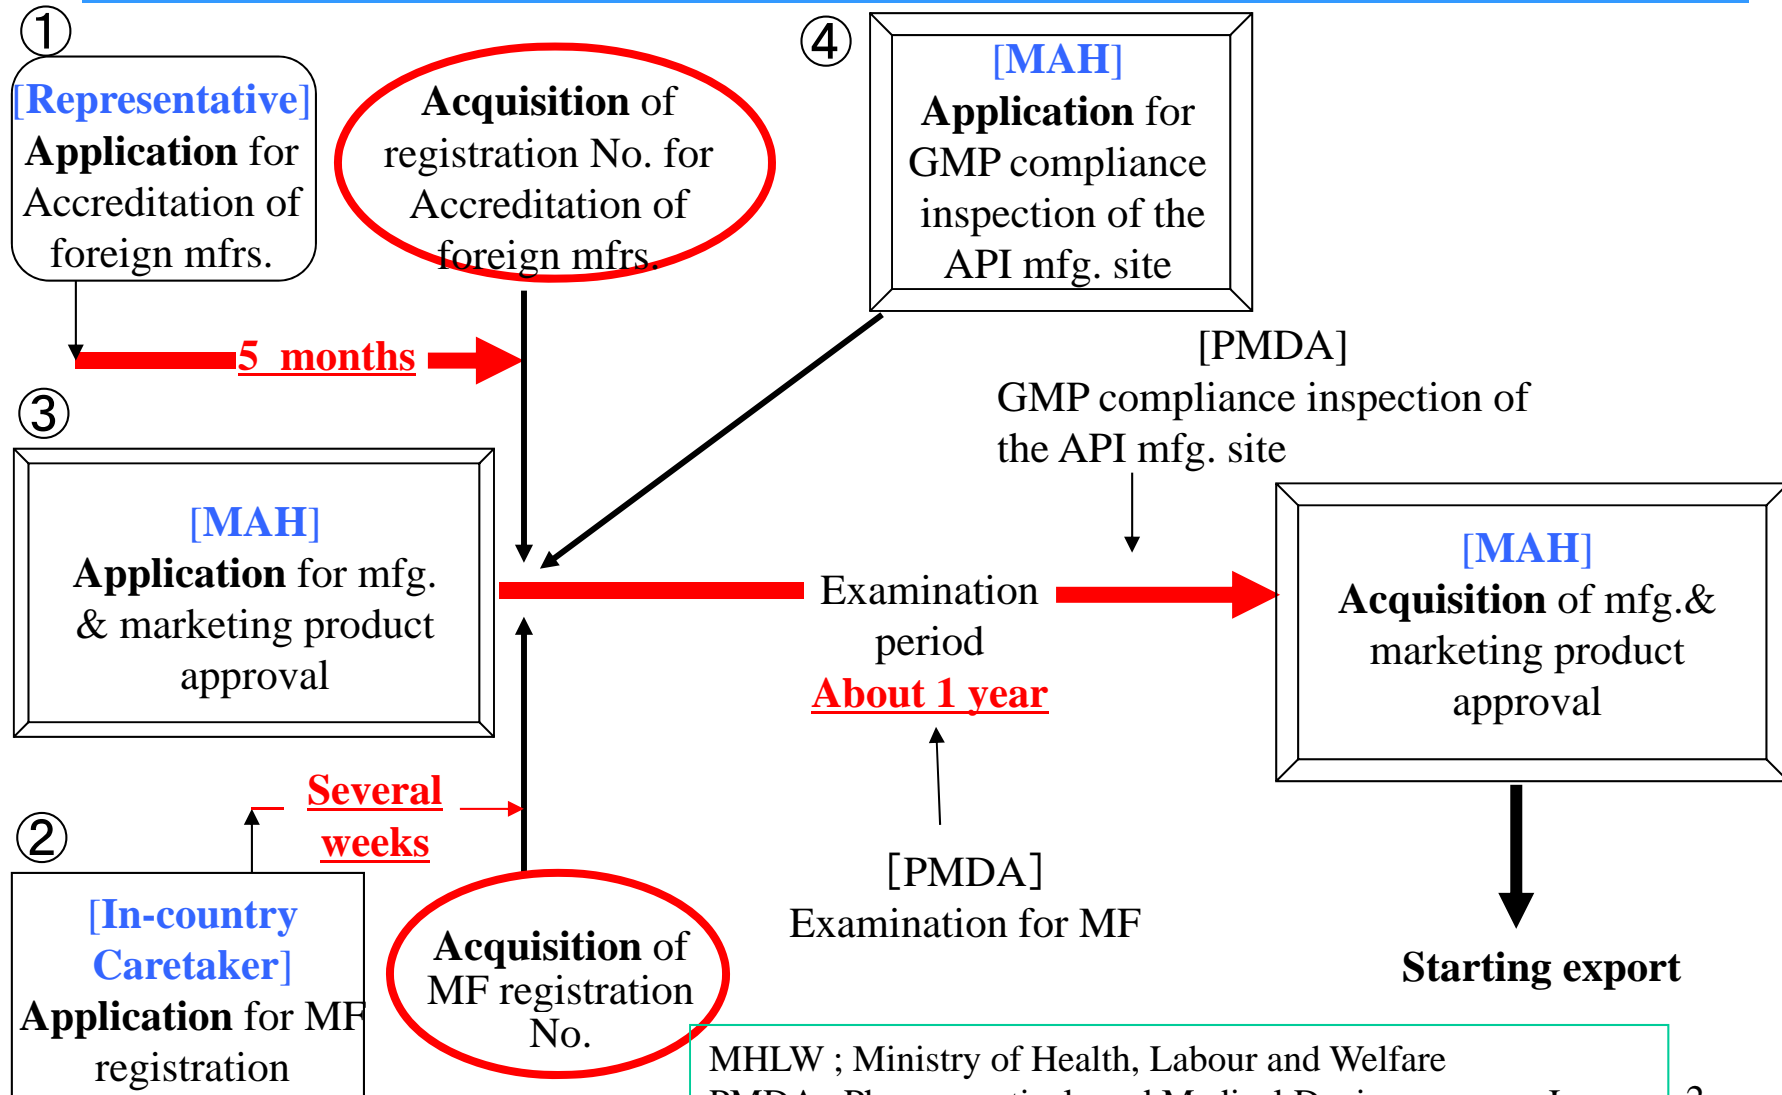 ①
[Representative]
Application for
Accreditation of
foreign mfrs.
Acquisition of
registration No. for
Accreditation of
foreign mfrs.
④
[MAH]
Application for
GMP compliance
inspection of the
API mfg. site
5 months
[PMDA]
GMP compliance inspection of
the API mfg. site
③
[MAH]
Application for mfg.
& marketing product
approval
Examination
period
About 1 year
[MAH]
Acquisition of mfg.&
marketing product
approval
Several
weeks
②
[In-country
Caretaker]
Application for MF
registration
Acquisition of
MF registration
No.
[PMDA]
Examination for MF
Starting export
MHLW ; Ministry of Health, Labour and Welfare